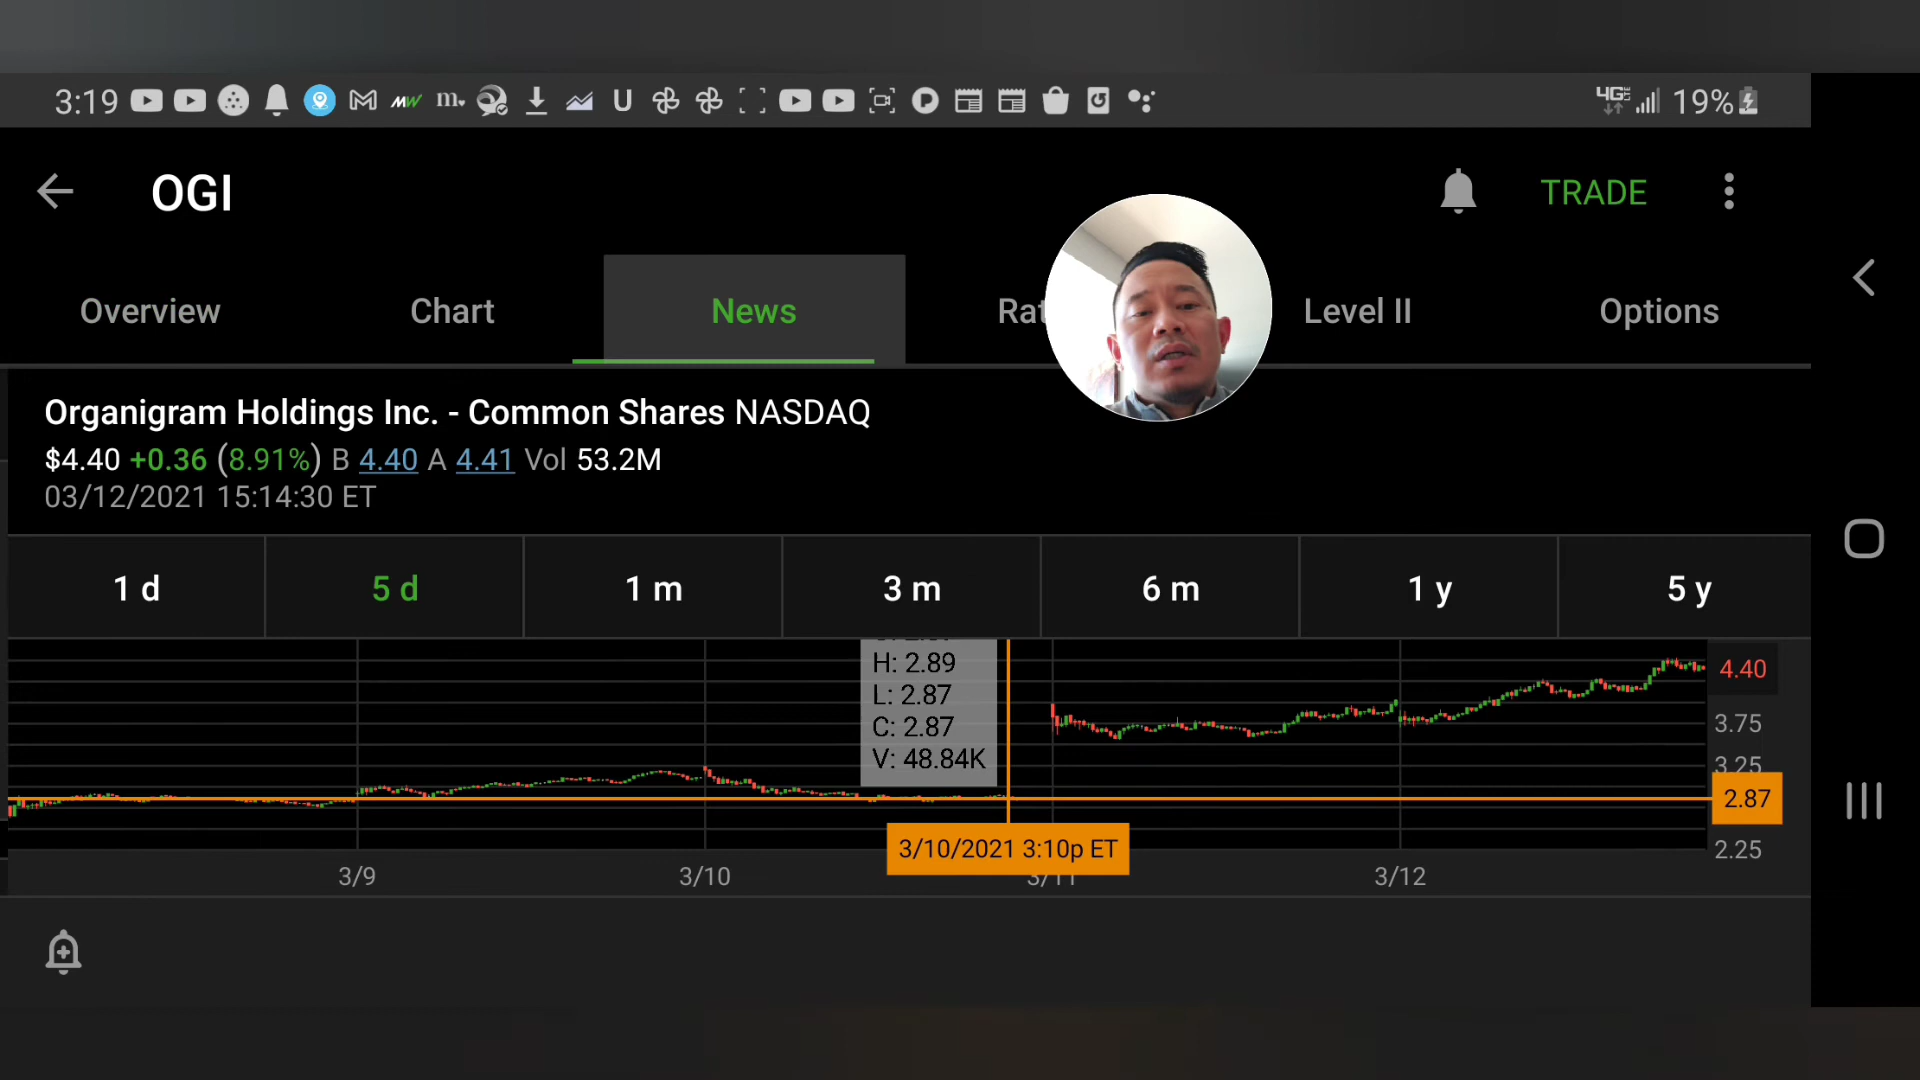 3:19 MW m U P 4G LTE 19%
OGI TRADE
Overview Chart News Rat Level II Options
Organigram Holdings Inc. - Common Shares NASDAQ
$4.40 +0.36 (8.91%) B 4.40 A 4.41 Vol 53.2M
03/12/2021 15:14:30 ET
1 d 5 d 1 m 3 m 6 m 1 y 5 y
H: 2.89
L: 2.87
C: 2.87
V: 48.84K
4.40
3.75
3.25
2.87
2.25
3/10/2021 3:10p ET
3/9 3/10 3/11 3/12